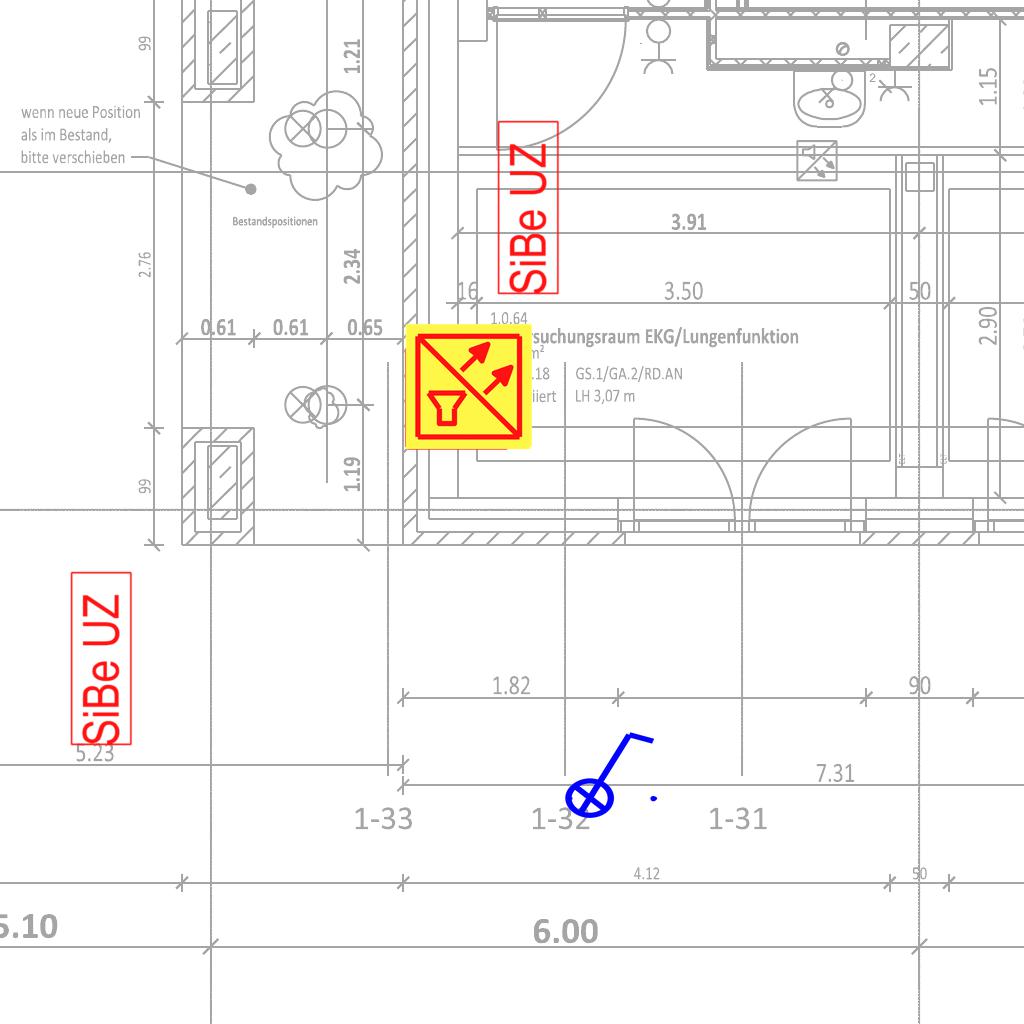 99
1.21
1.15
2
wenn neue Position
als im Bestand,
bitte verschieben
SiBe UZ
Bestandspositionen
3.91
2.76
2.34
16
3.50
50
0.61
0.61
0.65
1.0.64
2.90
rsuchungsraum EKG/Lungenfunktion
m²
.18
GS.1/GA.2/RD.AN
iiert
LH 3,07 m
99
1.19
SiBe UZ
1.82
90
5.23
7.31
1-33
1-32
1-31
4.12
50
5.10
6.00